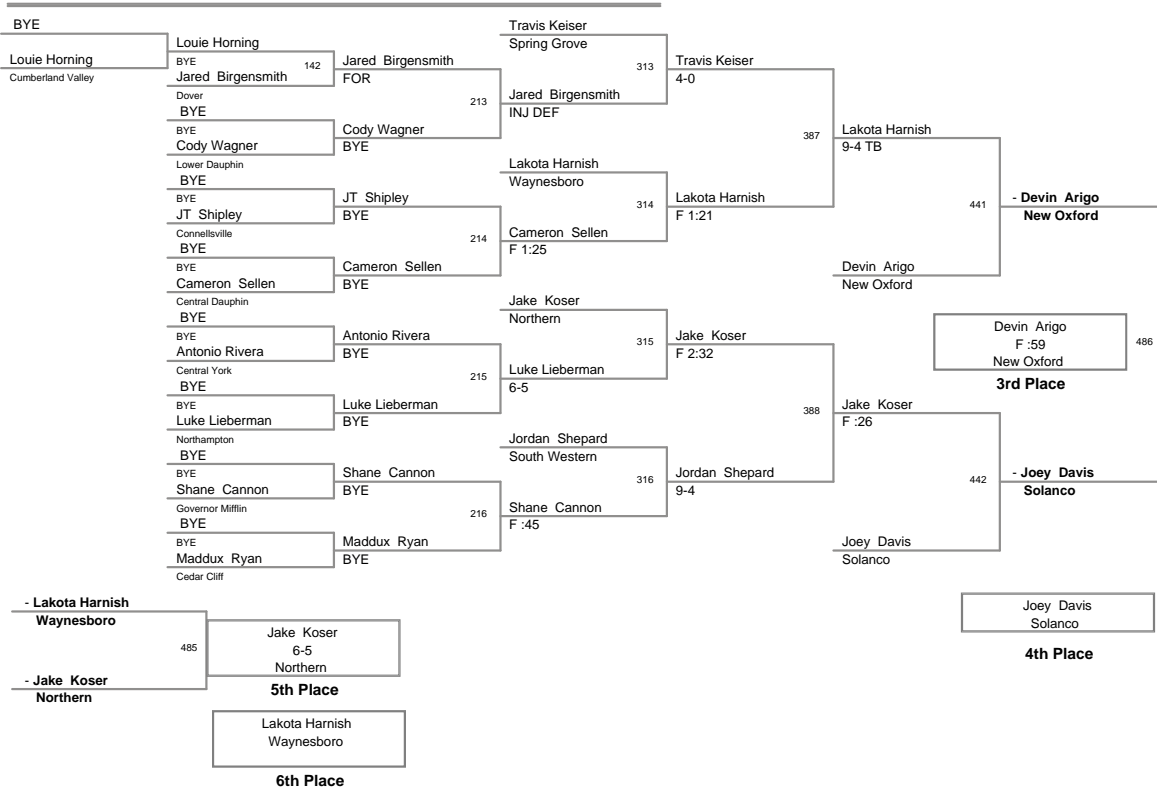 BYE
Louie Horning
Cumberland Valley
Louie Horning
BYE
142
Jared Birgensmith
Dover
BYE
BYE
Cody Wagner
Lower Dauphin
BYE
BYE
JT Shipley
Connellsville
BYE
BYE
Cameron Sellen
Central Dauphin
BYE
BYE
Antonio Rivera
Central York
BYE
BYE
Luke Lieberman
Northampton
BYE
BYE
Shane Cannon
Governor Mifflin
BYE
BYE
Maddux Ryan
Cedar Cliff
Jared Birgensmith
FOR
213
Cody Wagner
BYE
JT Shipley
BYE
214
Cameron Sellen
BYE
Antonio Rivera
BYE
215
Luke Lieberman
BYE
Shane Cannon
BYE
216
Maddux Ryan
BYE
Travis Keiser
Spring Grove
313
Jared Birgensmith
INJ DEF
Lakota Harnish
Waynesboro
314
Cameron Sellen
F 1:25
Jake Koser
Northern
315
Luke Lieberman
6-5
Jordan Shepard
South Western
316
Shane Cannon
F :45
Travis Keiser
4-0
387
Lakota Harnish
F 1:21
Jake Koser
F 2:32
388
Jordan Shepard
9-4
Lakota Harnish
9-4 TB
441
Devin Arigo
New Oxford
Jake Koser
F :26
442
Joey Davis
Solanco
- Devin Arigo
New Oxford
Devin Arigo
F :59
New Oxford
486
3rd Place
- Joey Davis
Solanco
Joey Davis
Solanco
4th Place
- Lakota Harnish
Waynesboro
485
- Jake Koser
Northern
Jake Koser
6-5
Northern
5th Place
Lakota Harnish
Waynesboro
6th Place